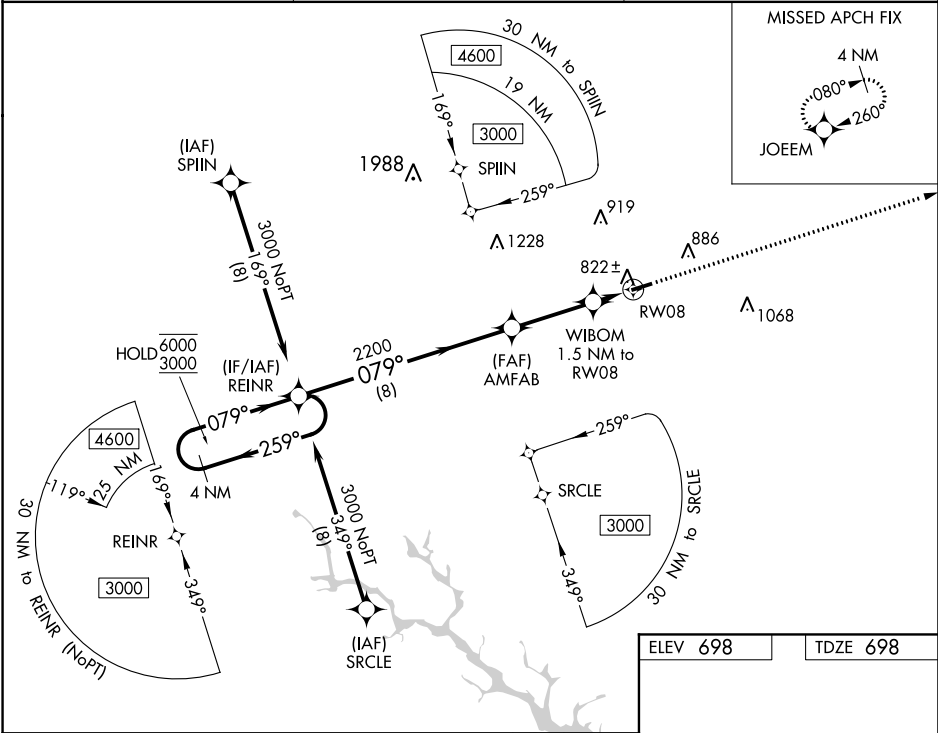 MISSED APCH FIX
4 NM
080°
260°
JOEEM
30 NM to SPIIN
4600
19 NM
169°
3000
SPIIN
259°
1988
(IAF)
SPIIN
3000 NoPT
169°
(8)
919
1228
886
822 ±
RW08
1068
WIBOM
1.5 NM to
RW08
(FAF)
AMFAB
2200
079°
(8)
HOLD
6000
3000
(IF/IAF)
REINR
079°
259°
4 NM
4600
25 NM
119°
169°
REINR
349°
3000
30 NM to REINR (NoPT)
3000 NoPT
349°
(8)
(IAF)
SRCLE
259°
SRCLE
3000
349°
30 NM to SRCLE
ELEV 698
TDZE 698